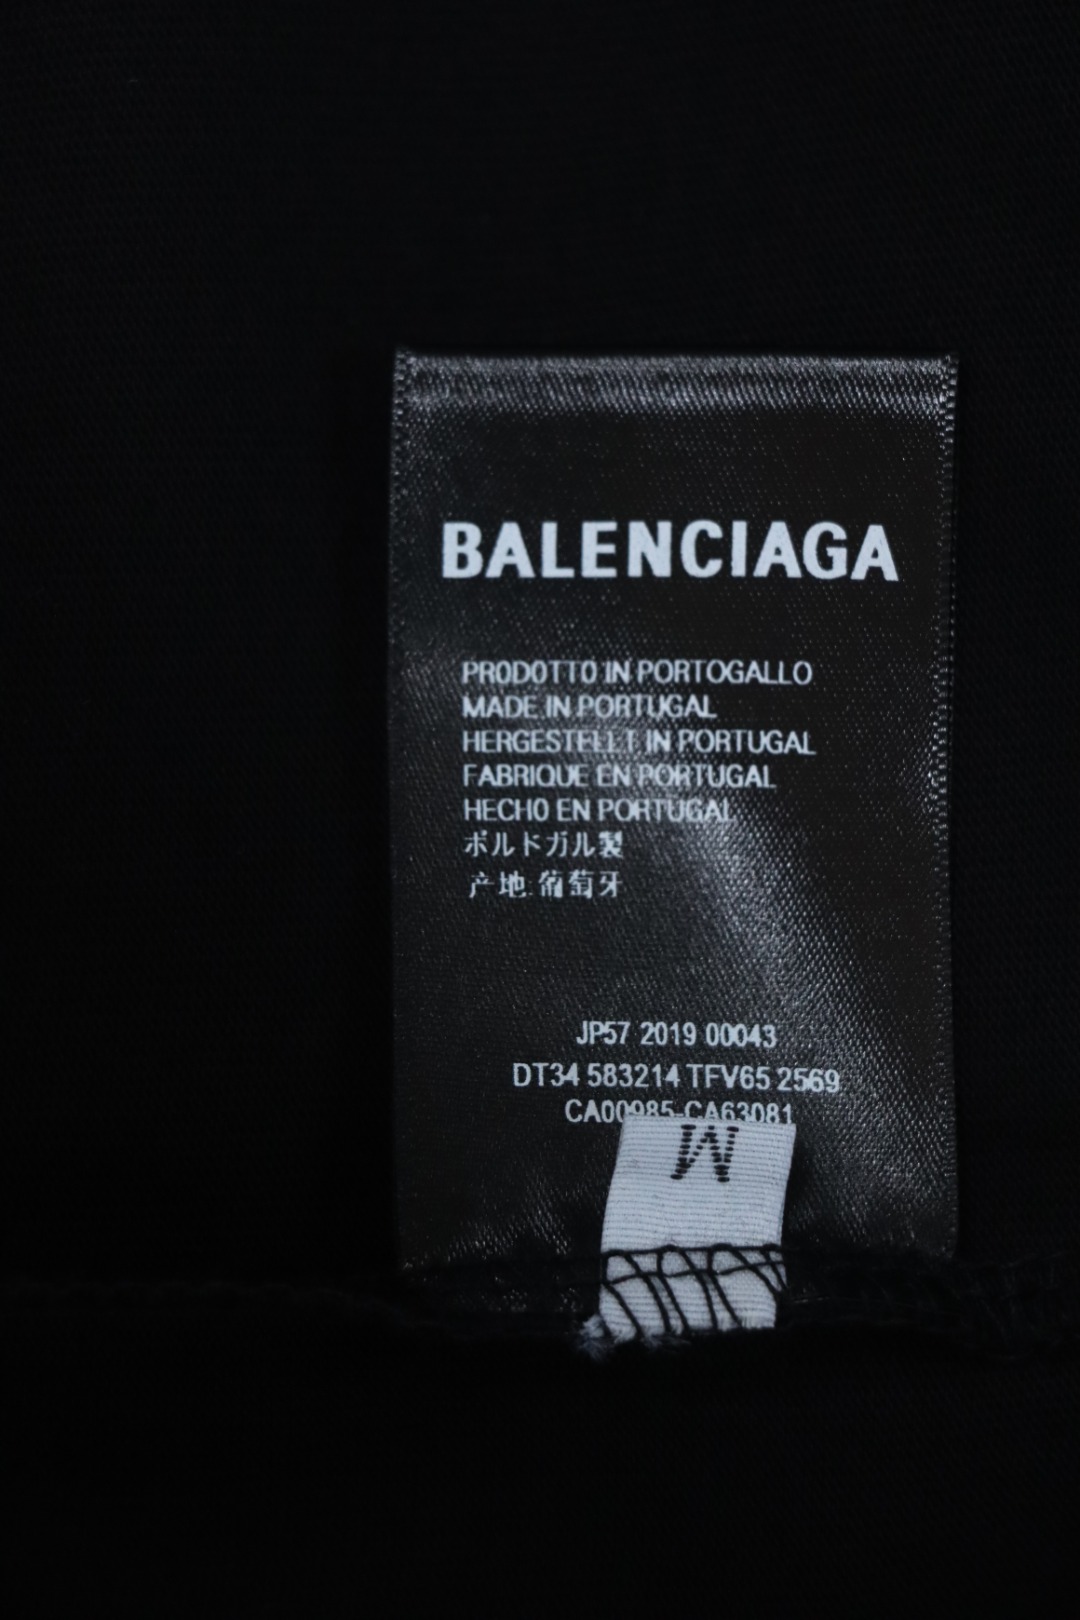 BALENCIAGA
PRODOTTO IN PORTOGALLO
MADE IN PORTUGAL
HERGESTELLT IN PORTUGAL
FABRIQUE EN PORTUGAL
HECHO EN PORTUGAL
ポルドガル製
产地:葡萄牙
JP57 2019 00043
DT34 583214 TFV65 2569
CA00985-CA63081
M